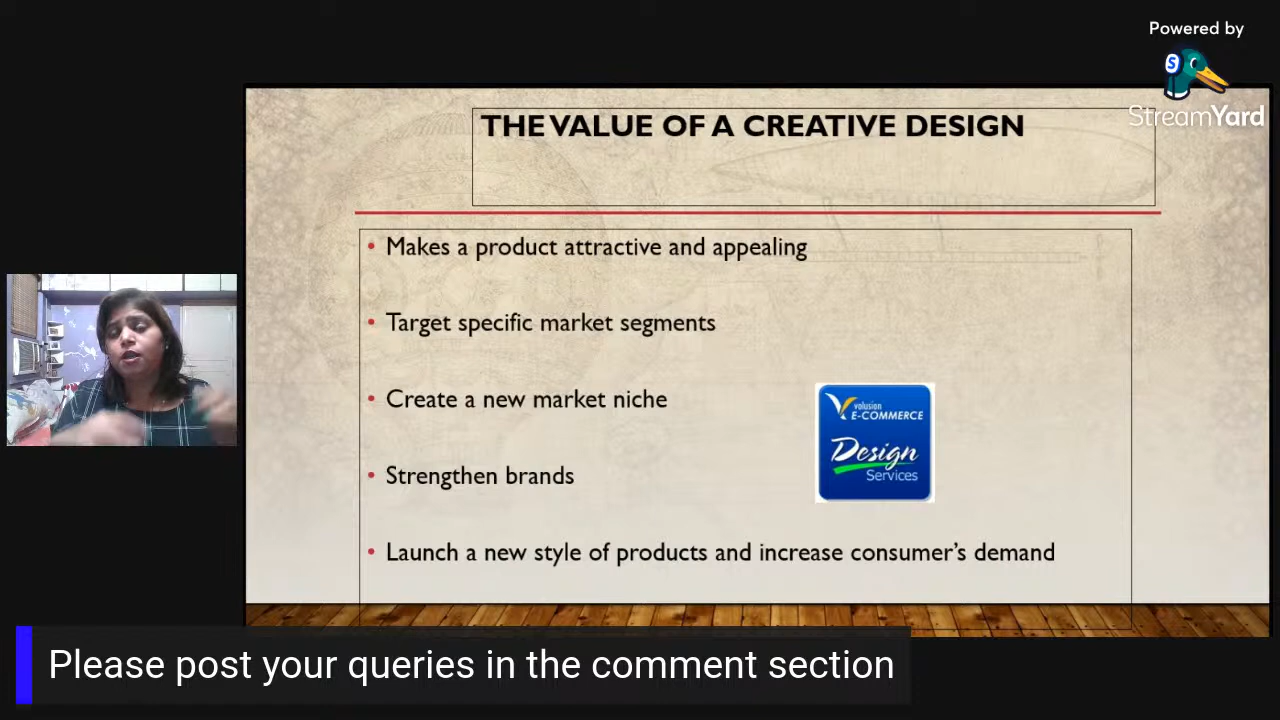 Powered by
S
StreamYard
THE VALUE OF A CREATIVE DESIGN
• Makes a product attractive and appealing
• Target specific market segments
• Create a new market niche
• Strengthen brands
• Launch a new style of products and increase consumer’s demand
volusion
E-COMMERCE
Design
Services
Please post your queries in the comment section